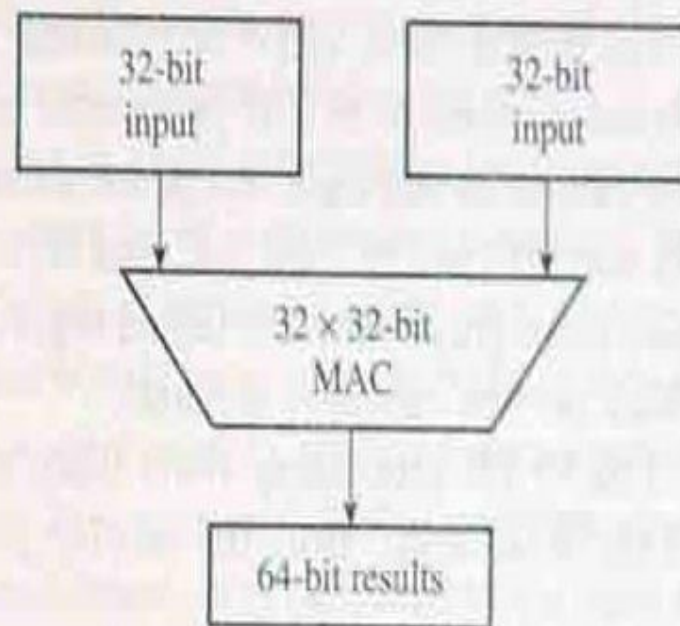 32-bit
input
32-bit
input
32 × 32-bit
MAC
64-bit results